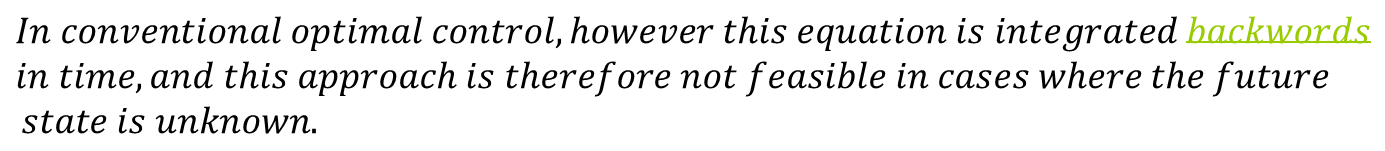 In conventional optimal control, however this equation is integrated backwords
in time, and this approach is therefore not feasible in cases where the future
state is unknown.